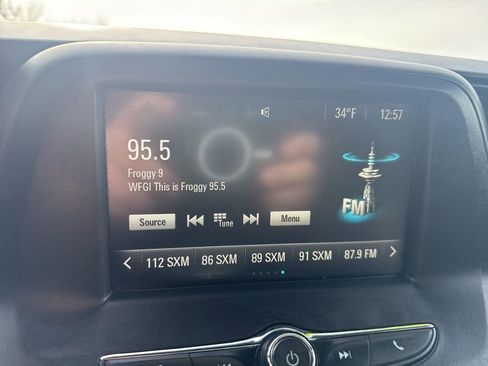 34°F 12:57
95.5
Froggy 9
WFGI This is Froggy 95.5
FM
Source Tune Menu
112 SXM 86 SXM 89 SXM 91 SXM 87.9 FM